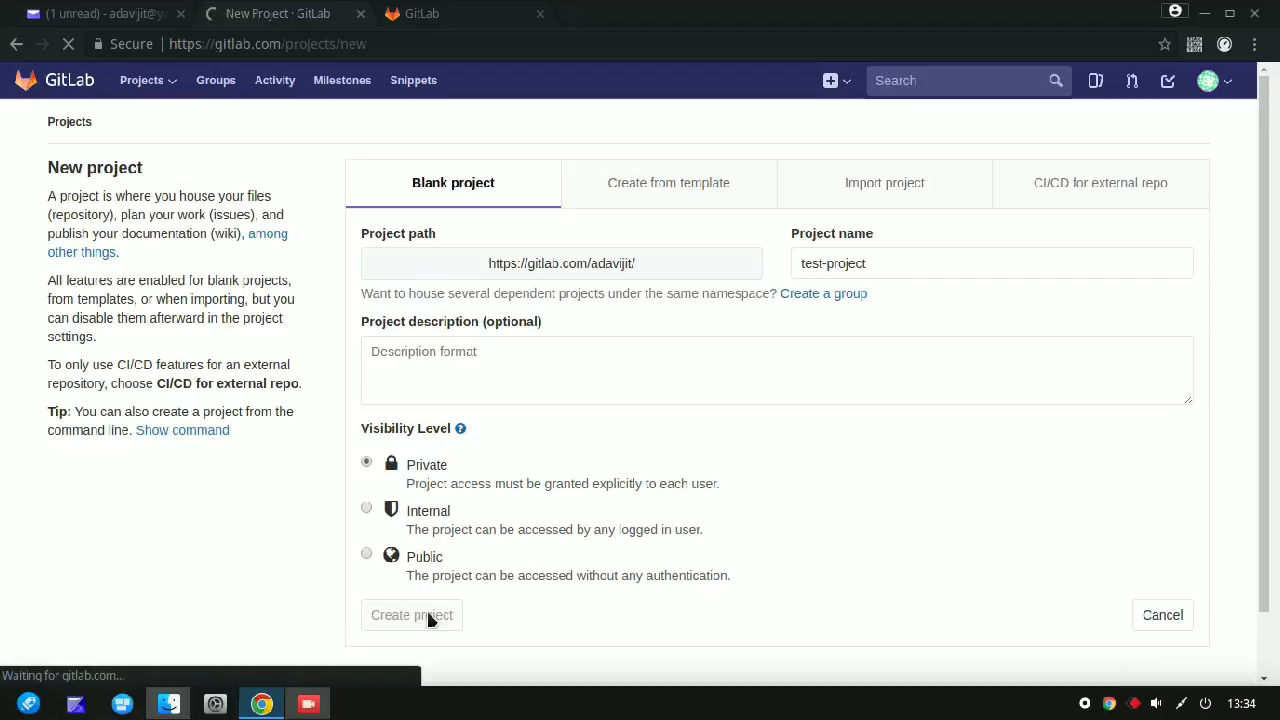 (1 unread) - adavijit@y
New Project · GitLab
GitLab
Secure
https://gitlab.com/projects/new
GitLab
Projects
Groups
Activity
Milestones
Snippets
Search
Projects
New project
A project is where you house your files
(repository), plan your work (issues), and
publish your documentation (wiki), among
other things.
All features are enabled for blank projects,
from templates, or when importing, but you
can disable them afterward in the project
settings.
To only use CI/CD features for an external
repository, choose CI/CD for external repo.
Tip: You can also create a project from the
command line. Show command
Blank project
Create from template
Import project
CI/CD for external repo
Project path
Project name
https://gitlab.com/adavijit/
test-project
Want to house several dependent projects under the same namespace? Create a group
Project description (optional)
Description format
Visibility Level
Private
Project access must be granted explicitly to each user.
Internal
The project can be accessed by any logged in user.
Public
The project can be accessed without any authentication.
Create project
Cancel
Waiting for gitlab.com...
13:34